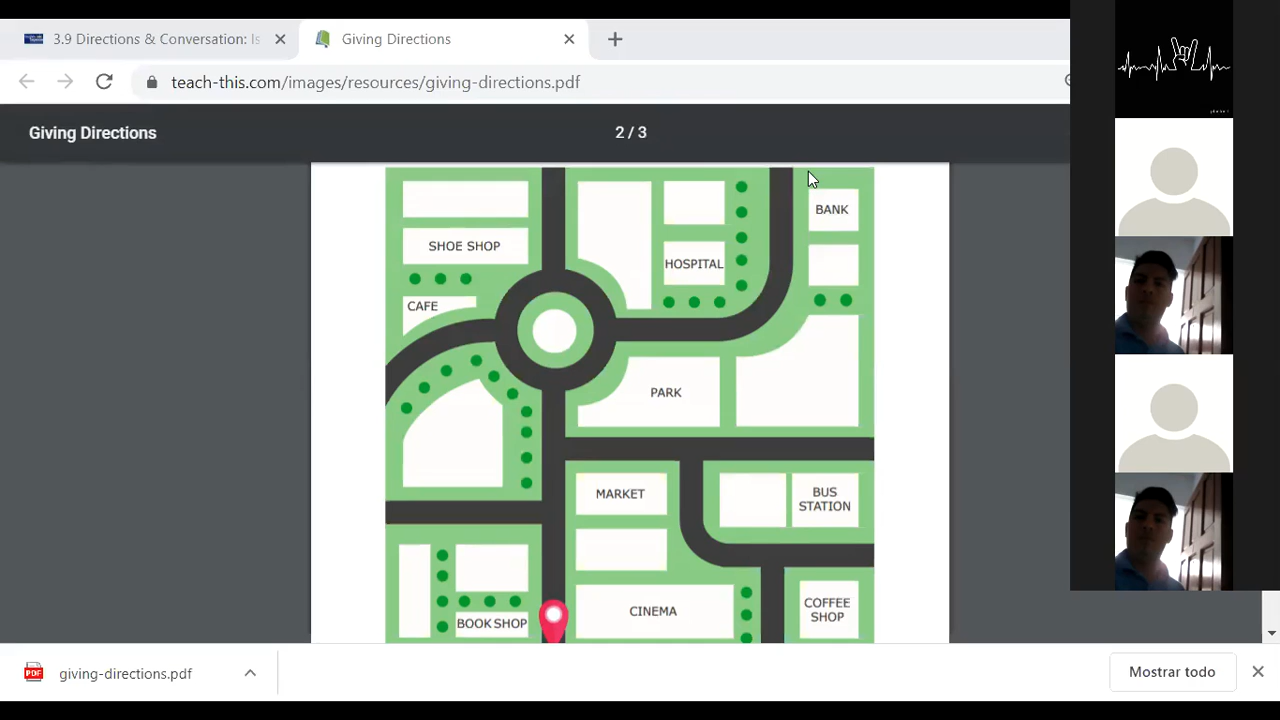 3.9 Directions & Conversation: Is
Giving Directions
teach-this.com/images/resources/giving-directions.pdf
Giving Directions
2 / 3
BANK
SHOE SHOP
HOSPITAL
CAFE
PARK
MARKET
BUS
STATION
CINEMA
COFFEE
SHOP
BOOK SHOP
PDF
giving-directions.pdf
Mostrar todo